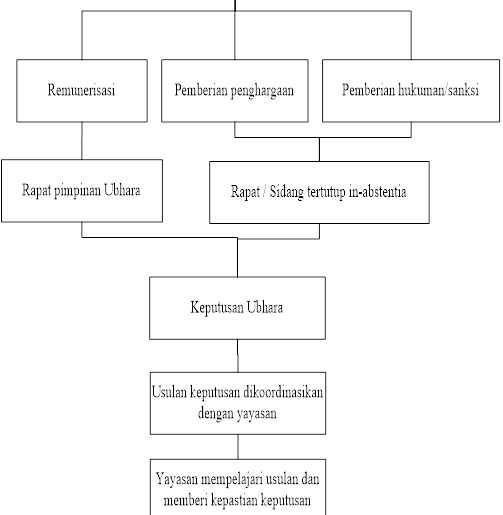 Remunerisasi
Pemberian penghargaan
Pemberian hukuman/sanksi
Rapat pimpinan Ubhara
Rapat / Sidang tertutup in-abstentia
Keputusan Ubhara
Usulan keputusan dikoordinasikan
dengan yayasan
Yayasan mempelajari usulan dan
memberi kepastian keputusan